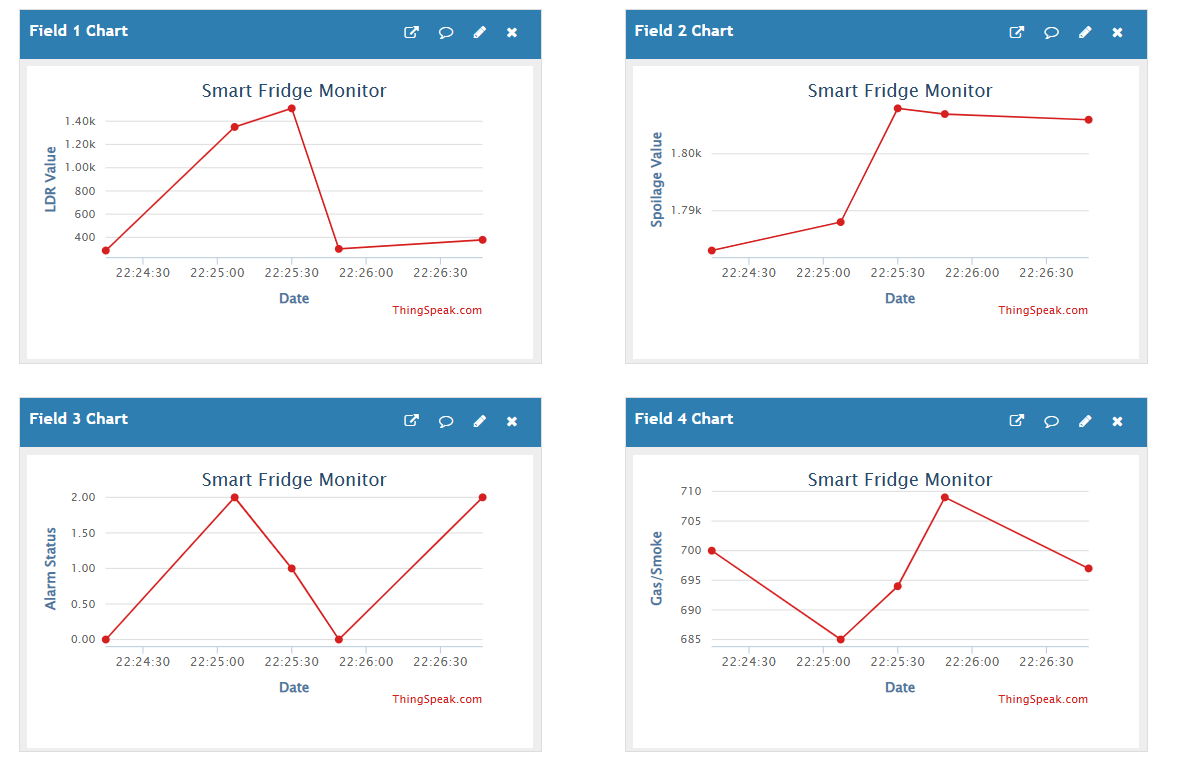 Field 1 Chart
Smart Fridge Monitor
LDR Value
1.40k
1.20k
1.00k
800
600
400
22:24:30 22:25:00 22:25:30 22:26:00 22:26:30
Date
ThingSpeak.com
Field 2 Chart
Smart Fridge Monitor
Spoilage Value
1.80k
1.79k
22:24:30 22:25:00 22:25:30 22:26:00 22:26:30
Date
ThingSpeak.com
Field 3 Chart
Smart Fridge Monitor
Alarm Status
2.00
1.50
1.00
0.50
0.00
22:24:30 22:25:00 22:25:30 22:26:00 22:26:30
Date
ThingSpeak.com
Field 4 Chart
Smart Fridge Monitor
Gas/Smoke
710
705
700
695
690
685
22:24:30 22:25:00 22:25:30 22:26:00 22:26:30
Date
ThingSpeak.com